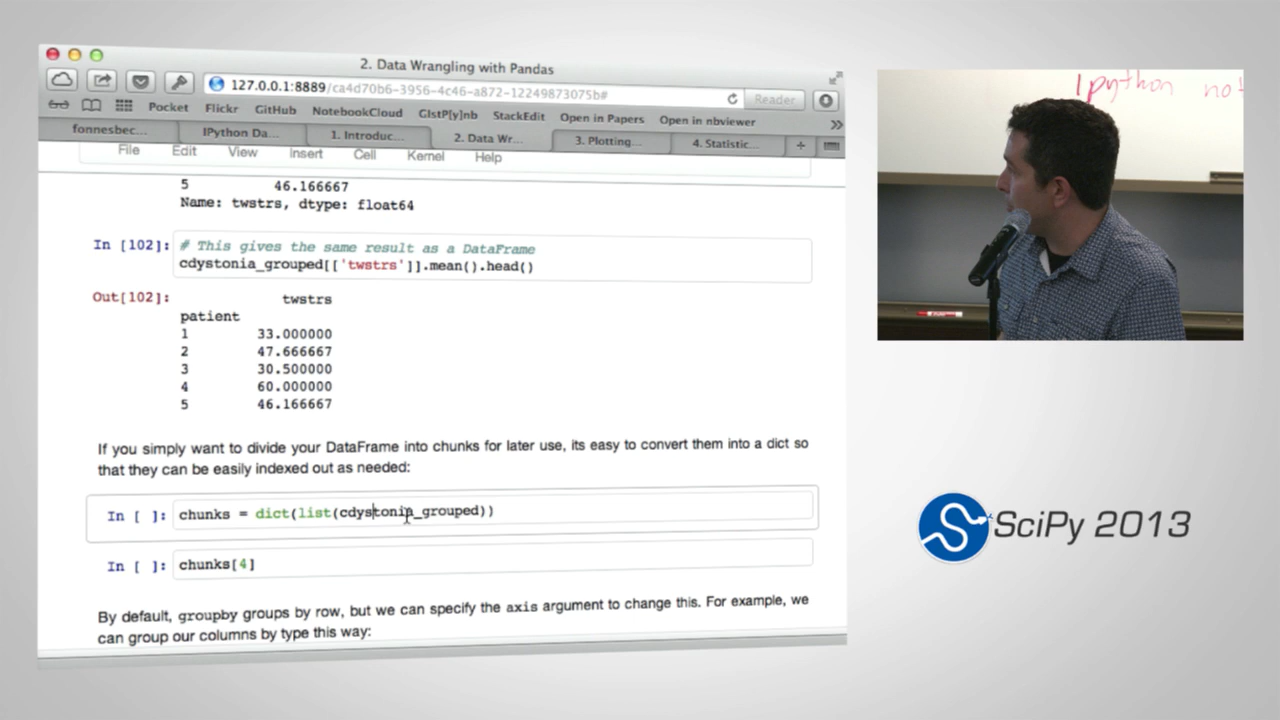 2. Data Wrangling with Pandas
127.0.0.1:8889/ca4d70b6-3956-4c46-a872-12249873075b#
Reader
Pocket Flickr GitHub NotebookCloud GIstP[y]nb StackEdit Open in Papers Open in nbviewer
fonnesbec... IPython Da... 1. Introduc... 2. Data Wr... 3. Plotting... 4. Statistic...
File Edit View Insert Cell Kernel Help
5 46.166667
Name: twstrs, dtype: float64
In [102]: # This gives the same result as a DataFrame
cdystonia_grouped[['twstrs']].mean().head()
Out[102]: twstrs
patient
1 33.000000
2 47.666667
3 30.500000
4 60.000000
5 46.166667
If you simply want to divide your DataFrame into chunks for later use, its easy to convert them into a dict so
that they can be easily indexed out as needed:
In [ ]: chunks = dict(list(cdystonia_grouped))
In [ ]: chunks[4]
By default, groupby groups by row, but we can specify the axis argument to change this. For example, we
can group our columns by type this way:
Ipython not
SciPy 2013